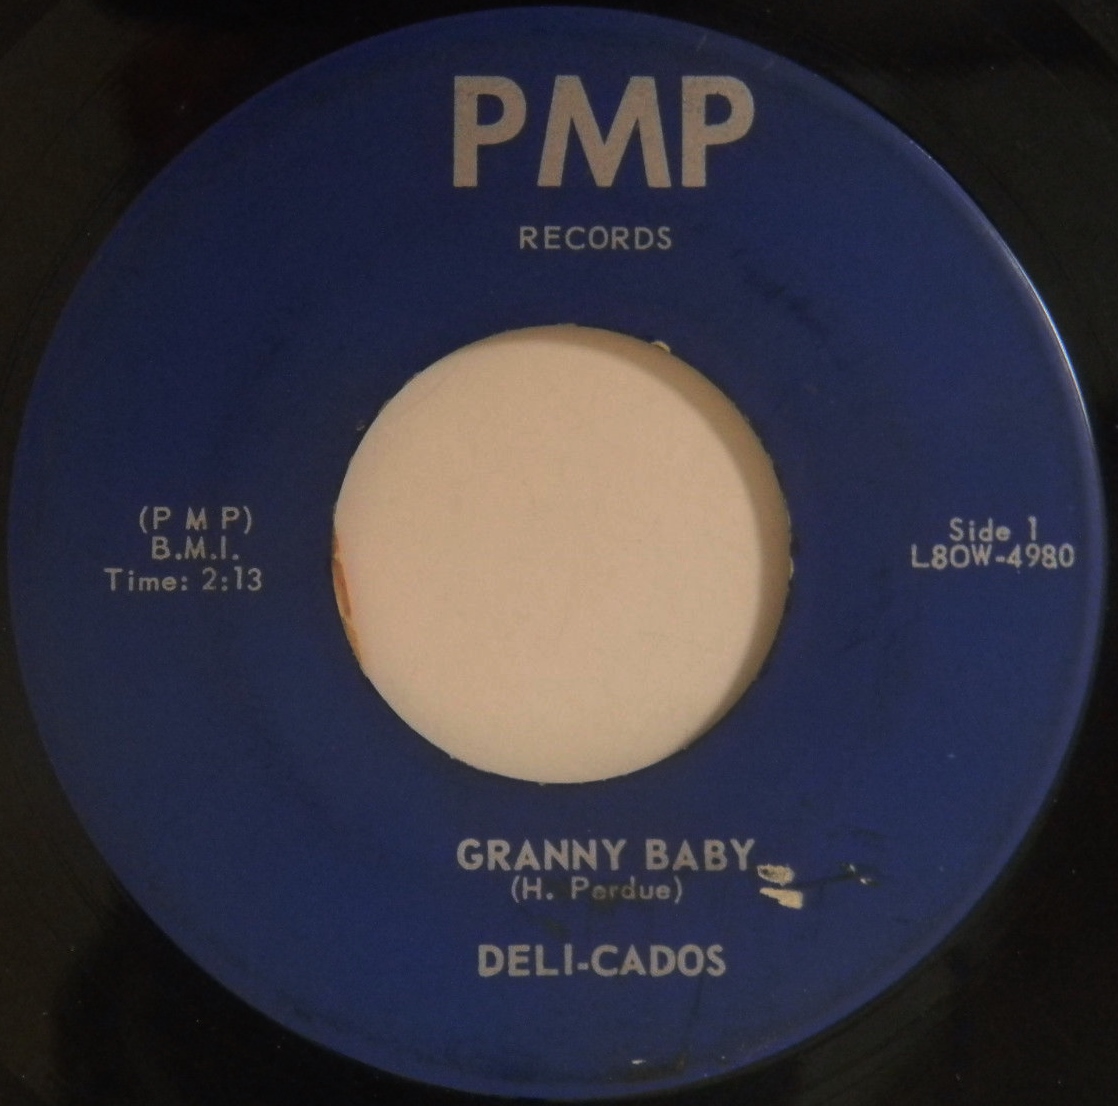 PMP
RECORDS
(P M P)
B.M.I.
Time: 2:13
Side 1
L8OW-4980
GRANNY BABY
(H. Perdue)
DELI-CADOS